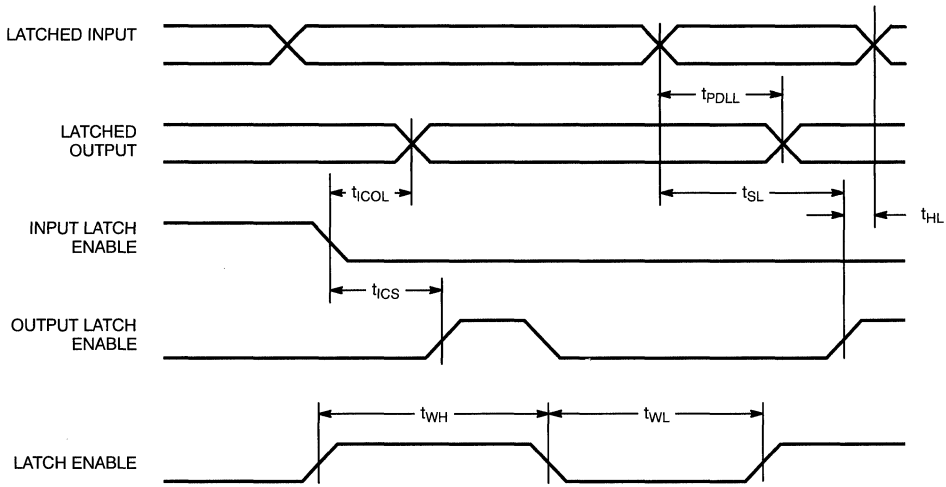 LATCHED INPUT
tPDLL
LATCHED
OUTPUT
tICOL
tSL
tHL
INPUT LATCH
ENABLE
tICS
OUTPUT LATCH
ENABLE
tWH
tWL
LATCH ENABLE